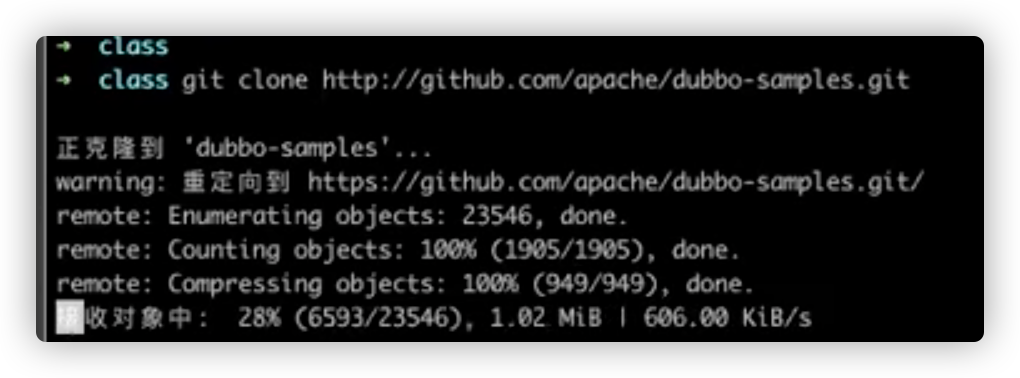 ➜ class
➜ class git clone http://github.com/apache/dubbo-samples.git
正克隆到 'dubbo-samples'...
warning: 重定向到 https://github.com/apache/dubbo-samples.git/
remote: Enumerating objects: 23546, done.
remote: Counting objects: 100% (1905/1905), done.
remote: Compressing objects: 100% (949/949), done.
接收对象中: 28% (6593/23546), 1.02 MiB | 606.00 KiB/s